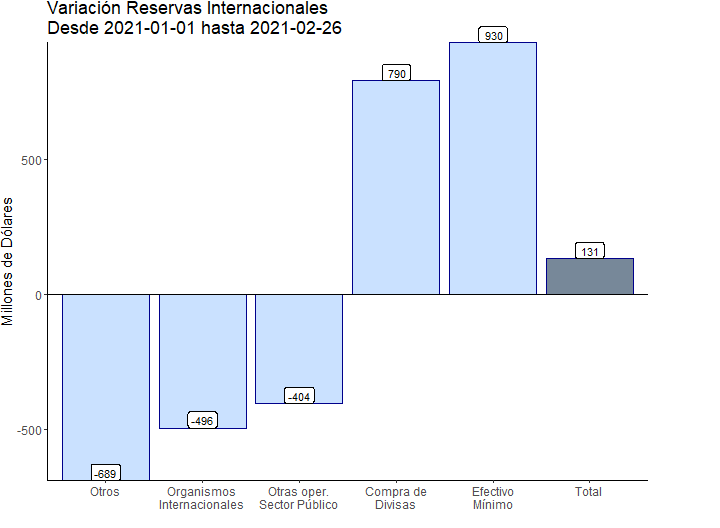 Variación Reservas Internacionales
Desde 2021-01-01 hasta 2021-02-26
930
790
500
131
Millones de Dólares
0
-404
-496
-500
-689
Otros
Organismos
Internacionales
Otras oper.
Sector Público
Compra de
Divisas
Efectivo
Mínimo
Total